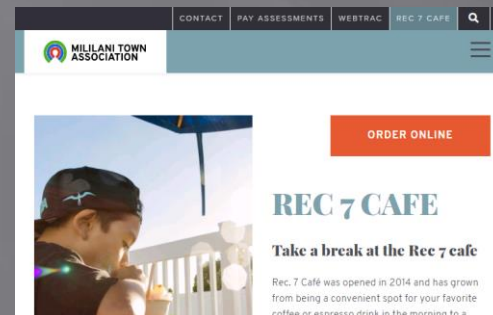 CONTACT PAY ASSESSMENTS WEBTRAC REC 7 CAFE
MILILANI TOWN
ASSOCIATION
ORDER ONLINE
REC 7 CAFE
Take a break at the Rec 7 cafe
Rec. 7 Café was opened in 2014 and has grown
from being a convenient spot for your favorite
coffee or espresso drink in the morning to a